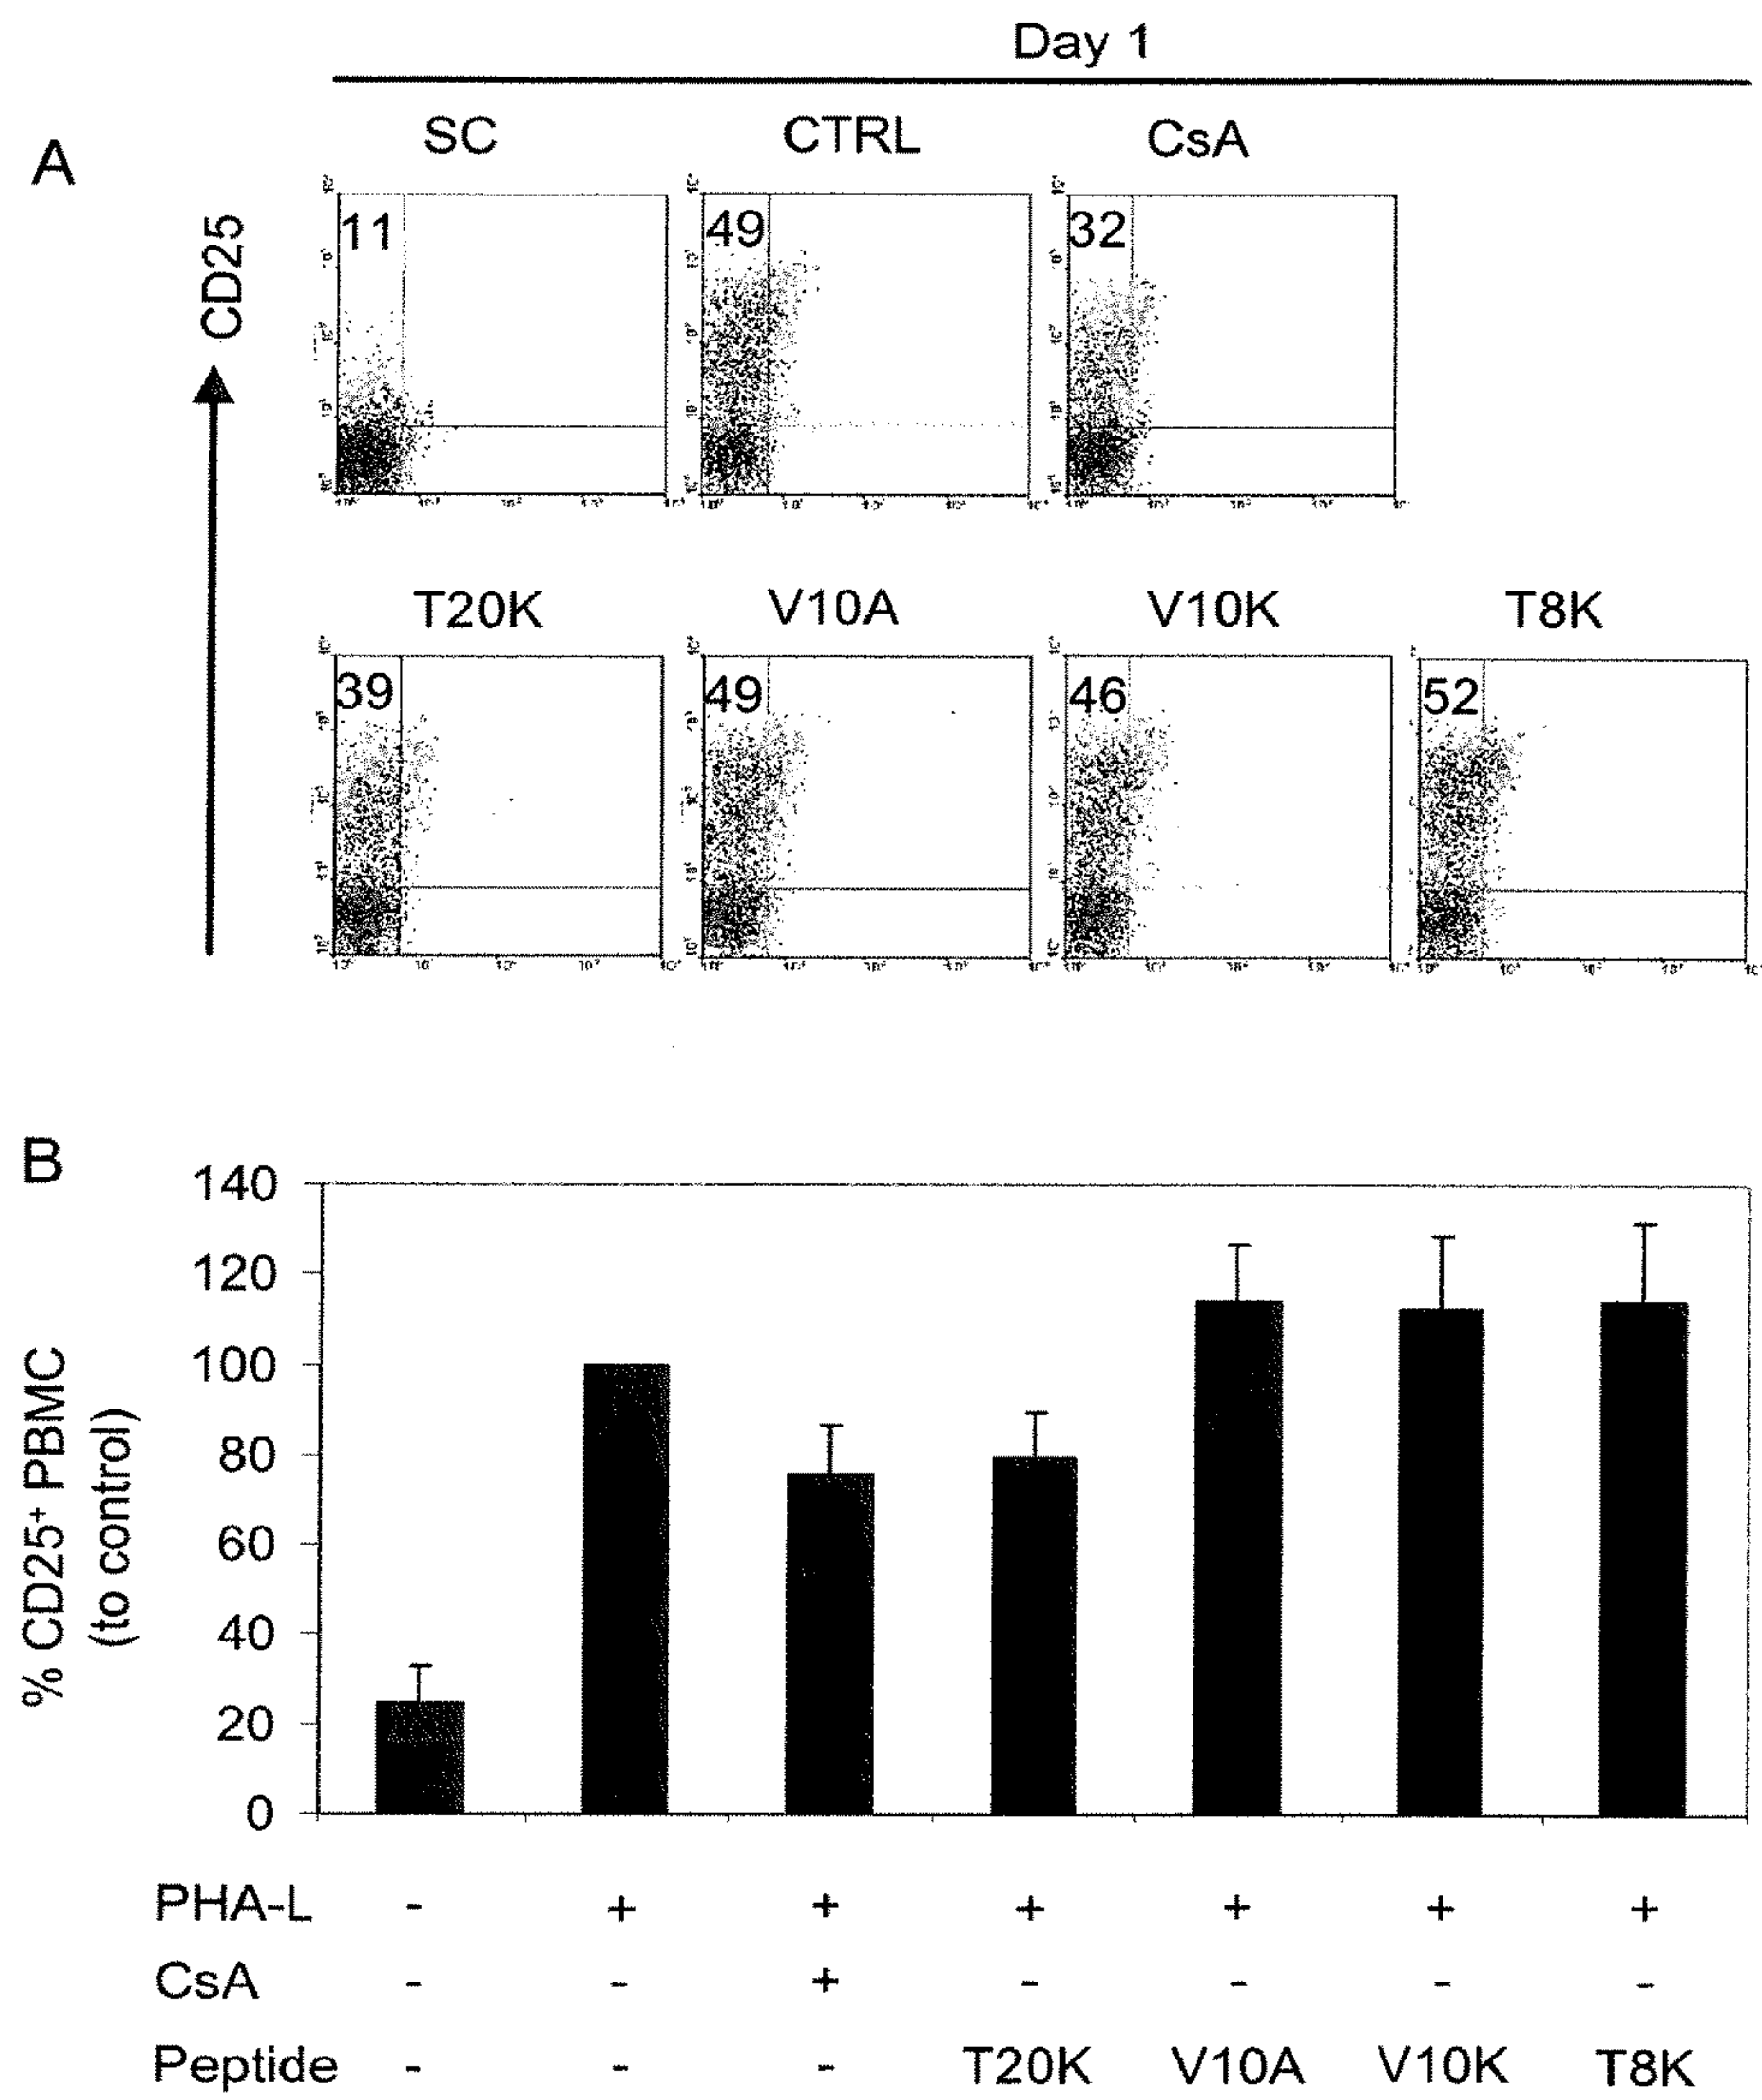 Day 1
A
SC CTRL CsA
CD25
11 49 32
T20K V10A V10K T8K
39 49 46 52
B
140
120
100
80
60
40
20
0
% CD25+ PBMC
(to control)
PHA-L - + + + + + +
CsA - - + - - - -
Peptide - - - T20K V10A V10K T8K